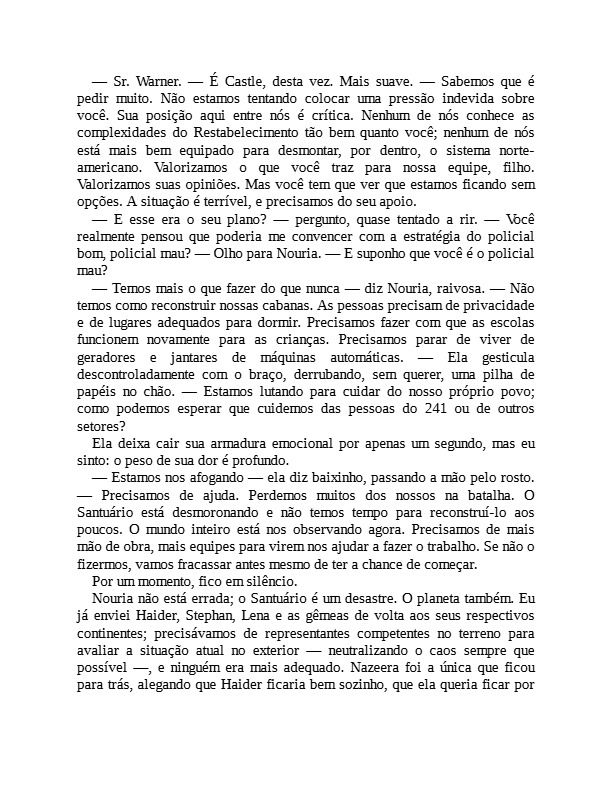 — Sr. Warner. — É Castle, desta vez. Mais suave. — Sabemos que é
pedir muito. Não estamos tentando colocar uma pressão indevida sobre
você. Sua posição aqui entre nós é crítica. Nenhum de nós conhece as
complexidades do Restabelecimento tão bem quanto você; nenhum de nós
está mais bem equipado para desmontar, por dentro, o sistema norte-
americano. Valorizamos o que você traz para nossa equipe, filho.
Valorizamos suas opiniões. Mas você tem que ver que estamos ficando sem
opções. A situação é terrível, e precisamos do seu apoio.
— E esse era o seu plano? — pergunto, quase tentado a rir. — Você
realmente pensou que poderia me convencer com a estratégia do policial
bom, policial mau? — Olho para Nouria. — E suponho que você é o policial
mau?
— Temos mais o que fazer do que nunca — diz Nouria, raivosa. — Não
temos como reconstruir nossas cabanas. As pessoas precisam de privacidade
e de lugares adequados para dormir. Precisamos fazer com que as escolas
funcionem novamente para as crianças. Precisamos parar de viver de
geradores e jantares de máquinas automáticas. — Ela gesticula
descontroladamente com o braço, derrubando, sem querer, uma pilha de
papéis no chão. — Estamos lutando para cuidar do nosso próprio povo;
como podemos esperar que cuidemos das pessoas do 241 ou de outros
setores?
Ela deixa cair sua armadura emocional por apenas um segundo, mas eu
sinto: o peso de sua dor é profundo.
— Estamos nos afogando — ela diz baixinho, passando a mão pelo rosto.
— Precisamos de ajuda. Perdemos muitos dos nossos na batalha. O
Santuário está desmoronando e não temos tempo para reconstruí-lo aos
poucos. O mundo inteiro está nos observando agora. Precisamos de mais
mão de obra, mais equipes para virem nos ajudar a fazer o trabalho. Se não o
fizermos, vamos fracassar antes mesmo de ter a chance de começar.
Por um momento, fico em silêncio.
Nouria não está errada; o Santuário é um desastre. O planeta também. Eu
já enviei Haider, Stephan, Lena e as gêmeas de volta aos seus respectivos
continentes; precisávamos de representantes competentes no terreno para
avaliar a situação atual no exterior — neutralizando o caos sempre que
possível —, e ninguém era mais adequado. Nazeera foi a única que ficou
para trás, alegando que Haider ficaria bem sozinho, que ela queria ficar por